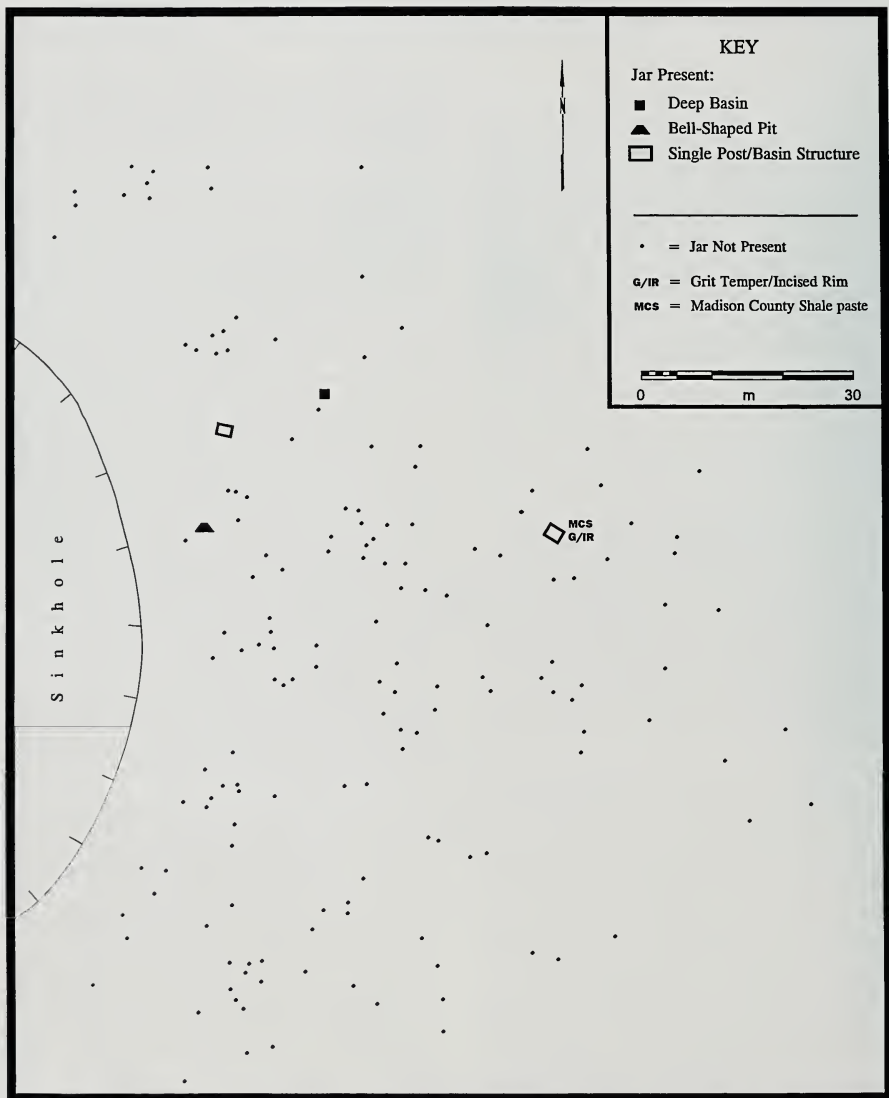 KEY
Jar Present:
Deep Basin
Bell-Shaped Pit
Single Post/Basin Structure
• = Jar Not Present
G/IR = Grit Temper/Incised Rim
MCS = Madison County Shale paste
0 m 30
N
MCS
G/IR
Sinkhole